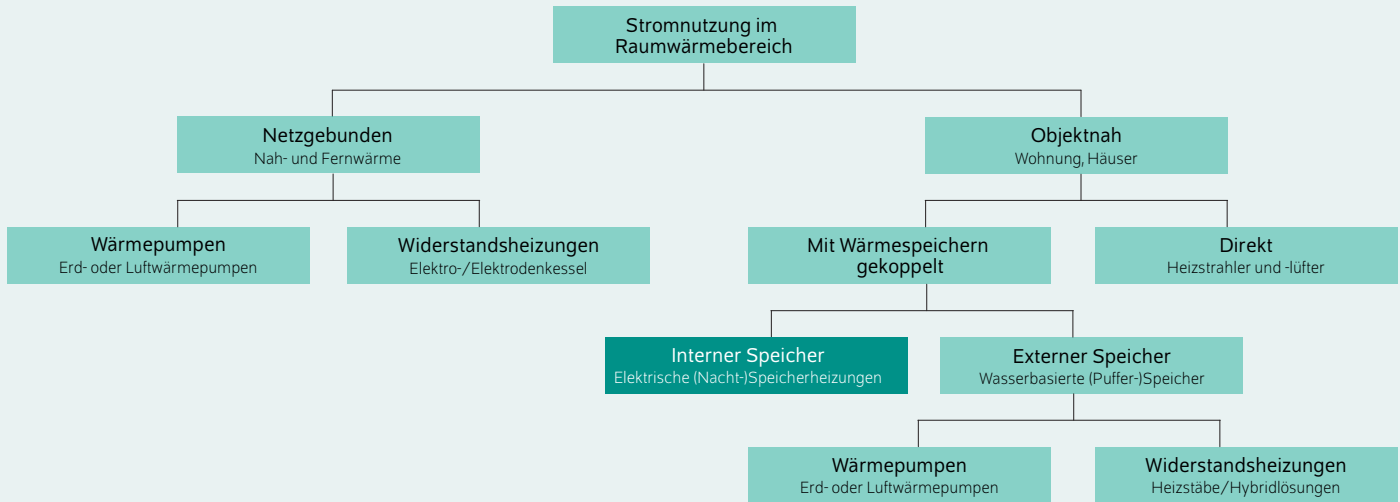 Stromnutzung im
Raumwärmebereich
Netzgebunden
Nah- und Fernwärme
Objektnah
Wohnung, Häuser
Wärmepumpen
Erd- oder Luftwärmepumpen
Widerstandsheizungen
Elektro-/Elektrodenkessel
Mit Wärmespeichern
gekoppelt
Direkt
Heizstrahler und -lüfter
Interner Speicher
Elektrische (Nacht-)Speicherheizungen
Externer Speicher
Wasserbasierte (Puffer-)Speicher
Wärmepumpen
Erd- oder Luftwärmepumpen
Widerstandsheizungen
Heizstäbe/Hybridlösungen